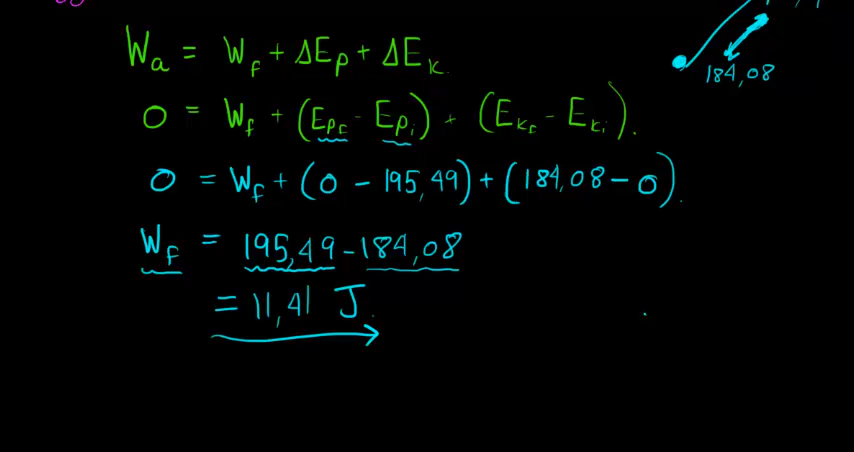 Wa = Wf + ΔEp + ΔEk.
184,08
0 = Wf + (Epf - Epi) + (Ekf - Eki).
0 = Wf + (0 - 195,49) + (184,08 - 0).
Wf = 195,49 - 184,08
= 11,41 J.